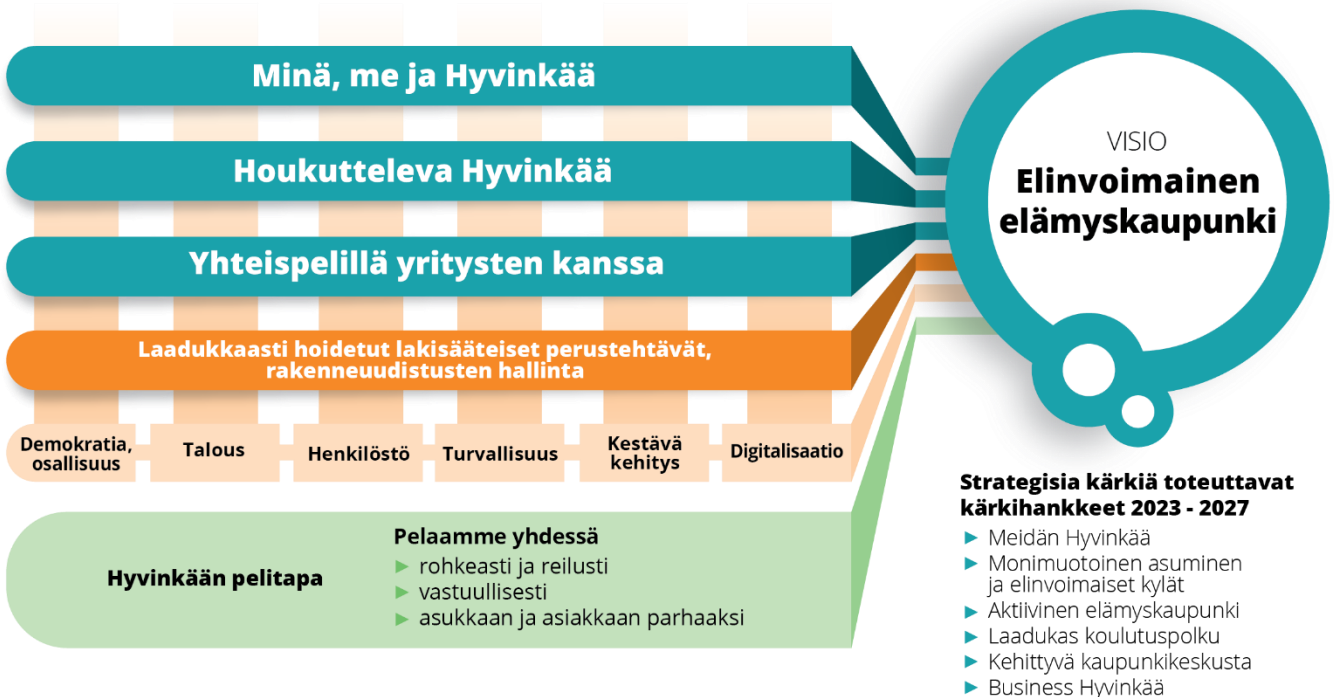 Minä, me ja Hyvinkää
Houkutteleva Hyvinkää
Yhteispelillä yritysten kanssa
Laadukkaasti hoidetut lakisääteiset perustehtävät,
rakenneuudistusten hallinta
Demokratia,
osallisuus
Talous
Henkilöstö
Turvallisuus
Kestävä
kehitys
Digitalisaatio
Hyvinkään pelitapa
Pelaamme yhdessä
► rohkeasti ja reilusti
► vastuullisesti
► asukkaan ja asiakkaan parhaaksi
VISIO
Elinvoimainen
elämyskaupunki
Strategisia kärkiä toteuttavat
kärkihankkeet 2023 - 2027
► Meidän Hyvinkää
► Monimuotoinen asuminen
ja elinvoimaiset kylät
► Aktiivinen elämyskaupunki
► Laadukas koulutuspolku
► Kehittyvä kaupunkikeskusta
► Business Hyvinkää